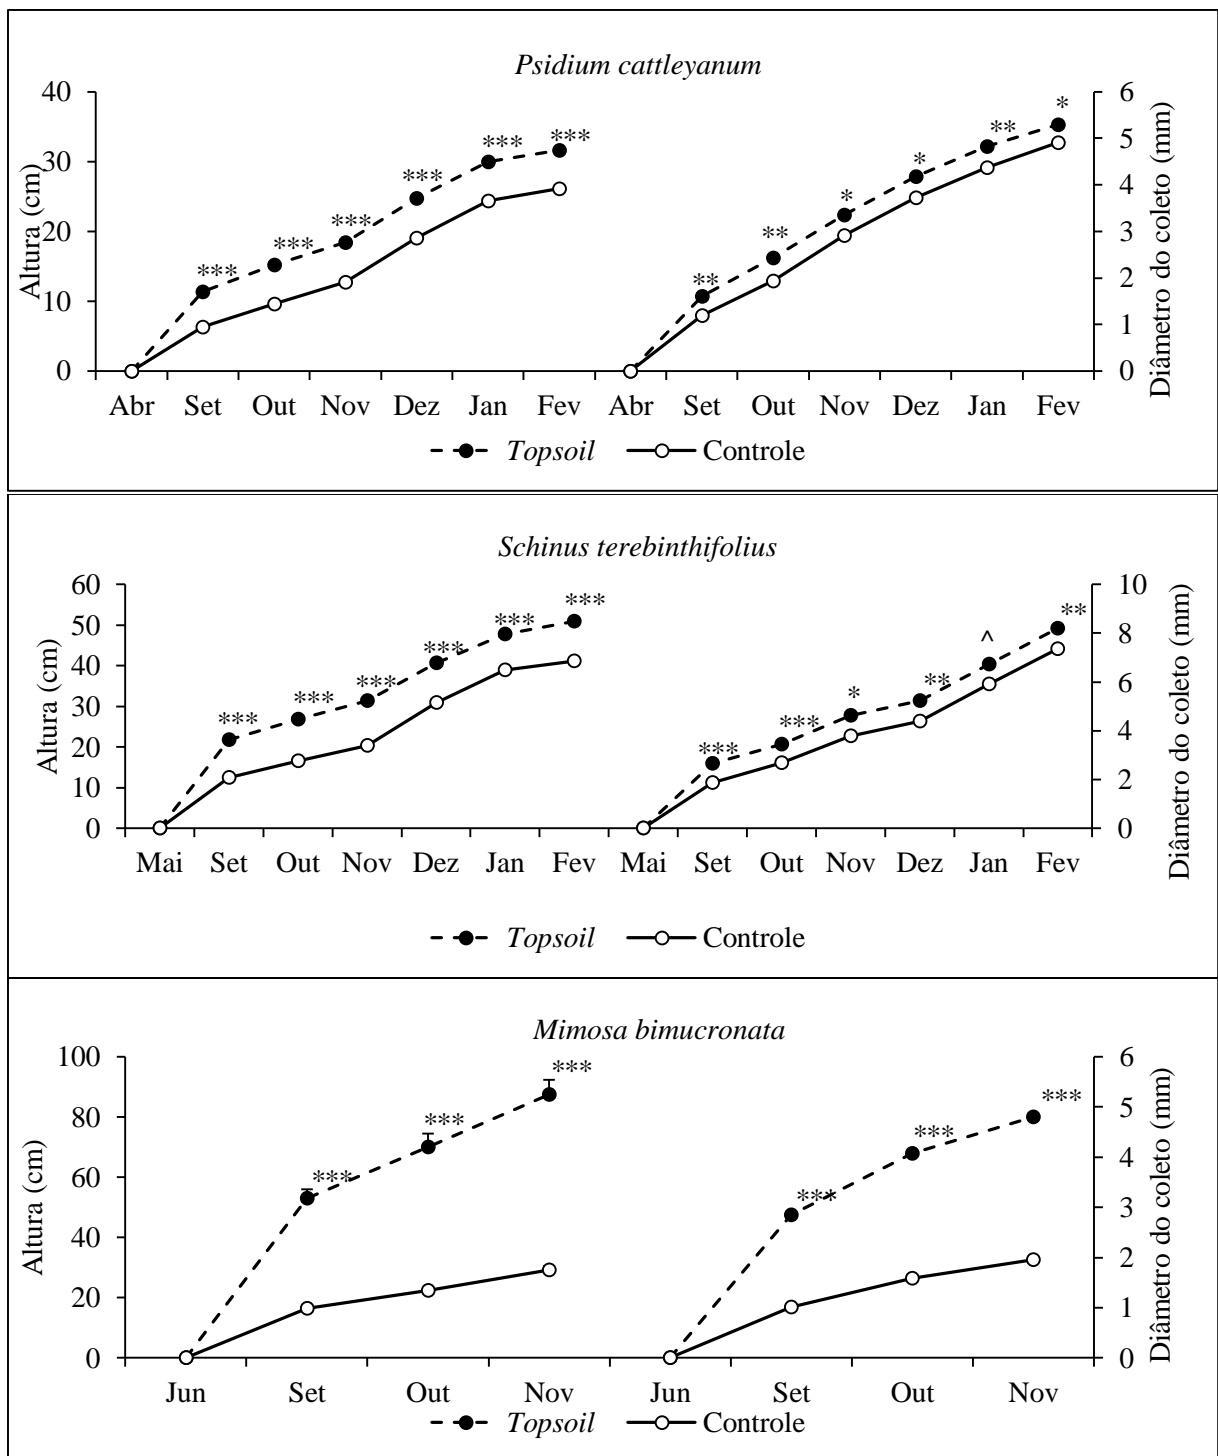 Psidium cattleyanum
40
30
20
10
0
Altura (cm)
*** *** *** *** *** ***
** ** * * ** *
6
5
4
3
2
1
0
Diâmetro do coleto (mm)
Abr Set Out Nov Dez Jan Fev Abr Set Out Nov Dez Jan Fev
Topsoil Controle
Schinus terebinthifolius
60
50
40
30
20
10
0
Altura (cm)
*** *** *** *** *** ***
*** *** * ** ^ **
10
8
6
4
2
0
Diâmetro do coleto (mm)
Mai Set Out Nov Dez Jan Fev Mai Set Out Nov Dez Jan Fev
Topsoil Controle
Mimosa bimucronata
100
80
60
40
20
0
Altura (cm)
*** *** ***
*** *** ***
6
5
4
3
2
1
0
Diâmetro do coleto (mm)
Jun Set Out Nov Jun Set Out Nov
Topsoil Controle